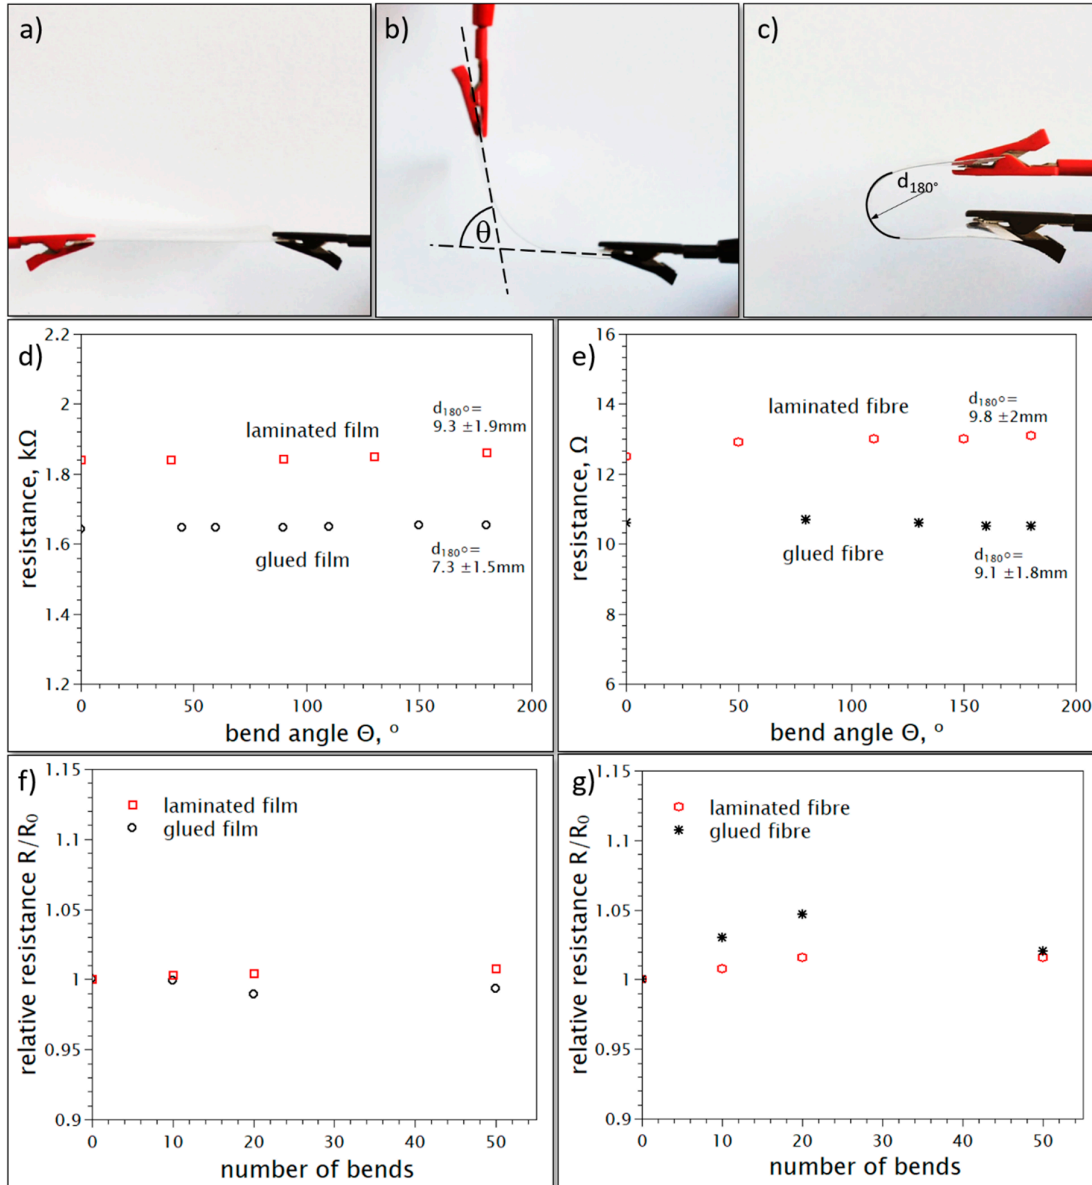 a)
b)
θ
c)
d180°
d)
2.2
2
1.8
1.6
1.4
1.2
resistance, kΩ
d180°=
9.3 ±1.9mm
laminated film
glued film
d180°=
7.3 ±1.5mm
0
50
100
150
200
bend angle Θ, °
e)
16
14
12
10
8
6
resistance, Ω
d180°=
9.8 ±2mm
laminated fibre
glued fibre
d180°=
9.1 ±1.8mm
0
50
100
150
200
bend angle Θ, °
f)
1.15
1.1
1.05
1
0.95
0.9
relative resistance R/R0
laminated film
glued film
0
10
20
30
40
50
number of bends
g)
1.15
1.1
1.05
1
0.95
0.9
relative resistance R/R0
laminated fibre
glued fibre
0
10
20
30
40
50
number of bends